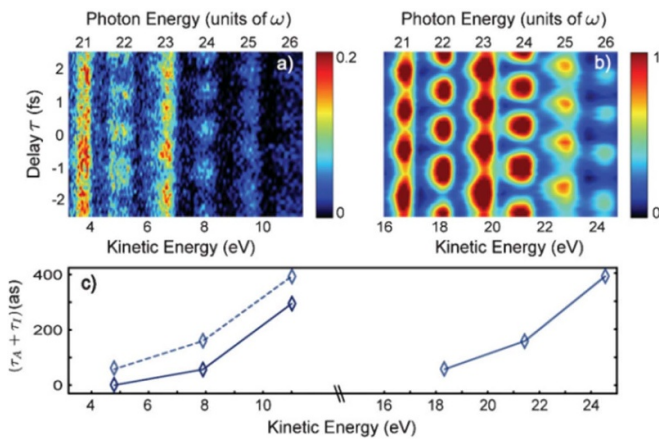 Photon Energy (units of ω)
21 22 23 24 25 26
a)
0.2
0
2
1
0
-1
-2
Delay τ (fs)
4 6 8 10
Kinetic Energy (eV)
Photon Energy (units of ω)
21 22 23 24 25 26
b)
1
0
16 18 20 22 24
Kinetic Energy (eV)
c)
(τA + τI)(as)
400
200
0
4 6 8 10 16 18 20 22 24
Kinetic Energy (eV)